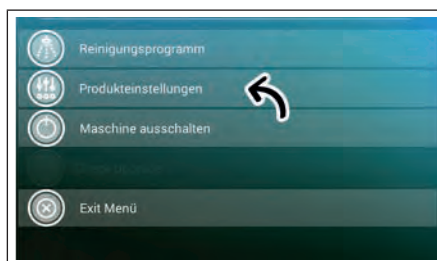 Reinigungsprogramm
Produkteinstellungen
Maschine ausschalten
Exit Menü